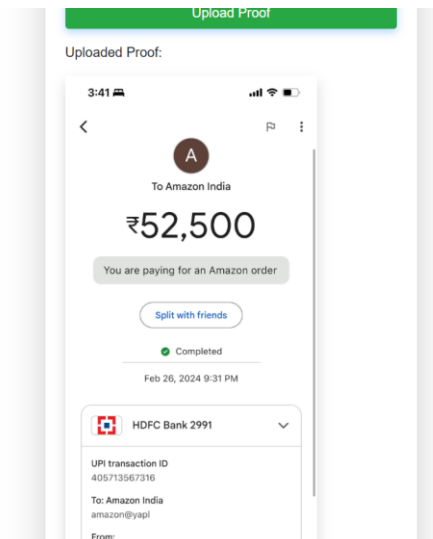 Upload Proof
Uploaded Proof:
3:41
A
To Amazon India
₹52,500
You are paying for an Amazon order
Split with friends
Completed
Feb 26, 2024 9:31 PM
HDFC Bank 2991
UPI transaction ID
405713567316
To: Amazon India
amazon@yapl
From: